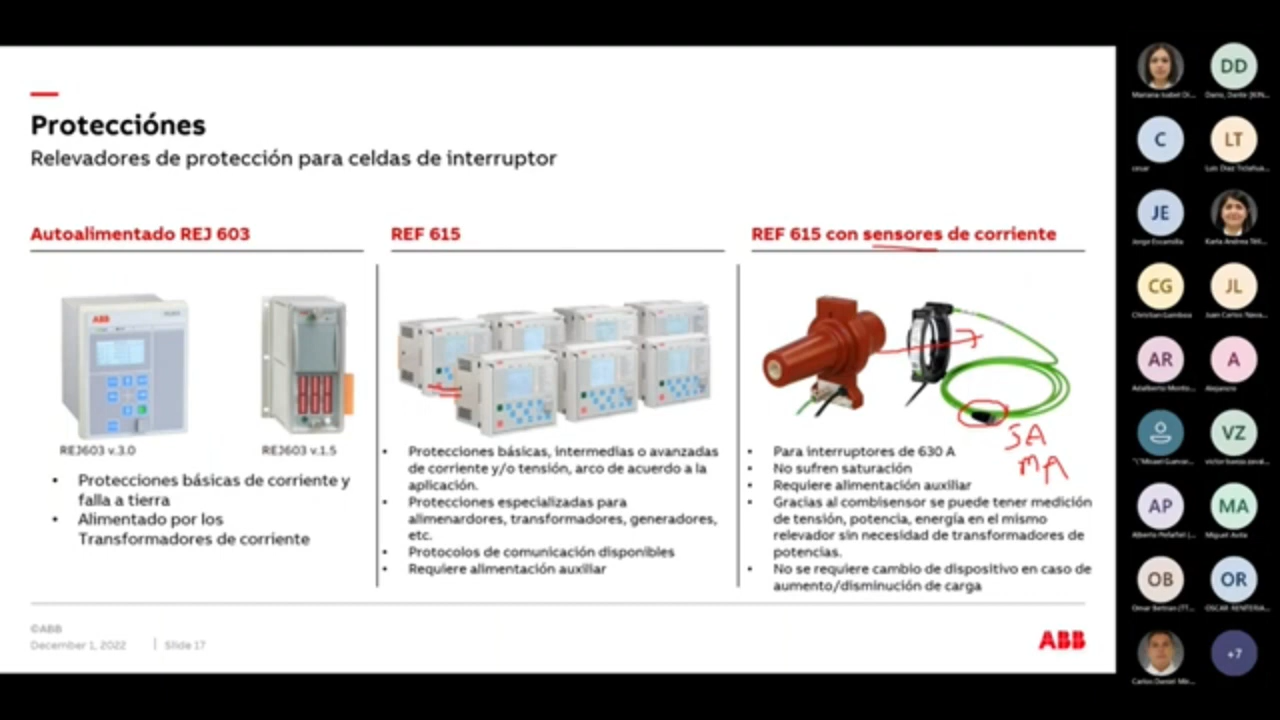 Protecciónes
Relevadores de protección para celdas de interruptor
Autoalimentado REJ 603
REJ603 v.3.0
REJ603 v.1.5
• Protecciones básicas de corriente y
falla a tierra
• Alimentado por los
Transformadores de corriente
REF 615
• Protecciones básicas, intermedias o avanzadas
de corriente y/o tensión, arco de acuerdo a la
aplicación.
• Protecciones especializadas para
alimenardores, transformadores, generadores,
etc.
• Protocolos de comunicación disponibles
• Requiere alimentación auxiliar
REF 615 con sensores de corriente
• Para interruptores de 630 A
• No sufren saturación
• Requiere alimentación auxiliar
• Gracias al combisensor se puede tener medición
de tensión, potencia, energía en el mismo
relevador sin necesidad de transformadores de
potencias.
• No se requiere cambio de dispositivo en caso de
aumento/disminución de carga
ABB
mA
©ABB
December 1, 2022 | Slide 17
ABB
DD
C
LT
JE
CG
JL
AR
A
VZ
AP
MA
Miguel Avila
OB
OR
+7